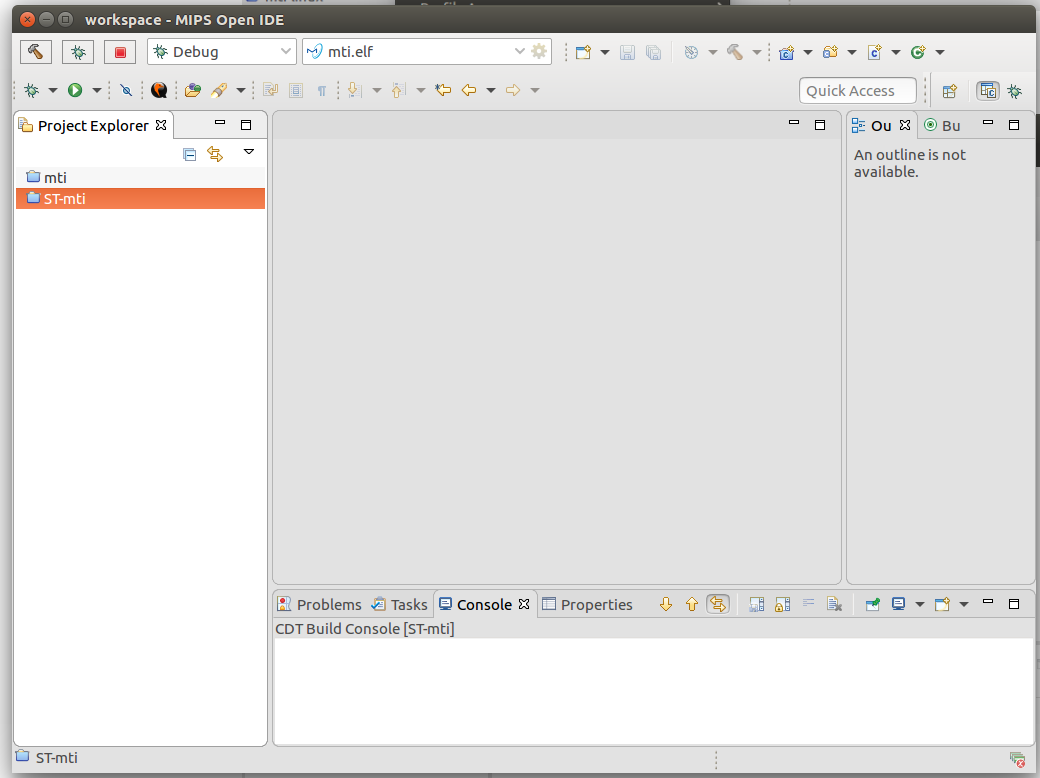 workspace - MIPS Open IDE
Debug
mti.elf
Quick Access
Project Explorer
Ou
Bu
An outline is not
available.
mti
ST-mti
Problems
Tasks
Console
Properties
CDT Build Console [ST-mti]
ST-mti